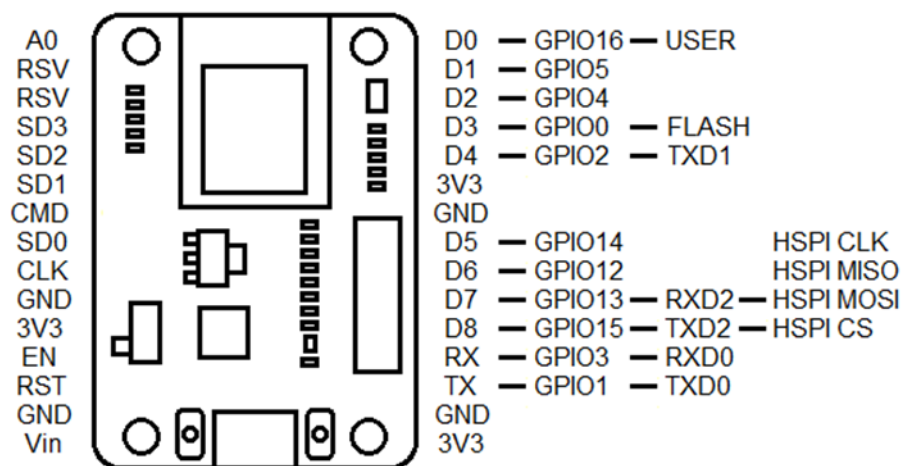 A0 D0 — GPIO16 — USER
RSV D1 — GPIO5
RSV D2 — GPIO4
SD3 D3 — GPIO0 — FLASH
SD2 D4 — GPIO2 — TXD1
SD1 3V3
CMD GND
SD0 D5 — GPIO14 HSPI CLK
CLK D6 — GPIO12 HSPI MISO
GND D7 — GPIO13 — RXD2 — HSPI MOSI
3V3 D8 — GPIO15 — TXD2 — HSPI CS
EN RX — GPIO3 — RXD0
RST TX — GPIO1 — TXD0
GND GND
Vin 3V3